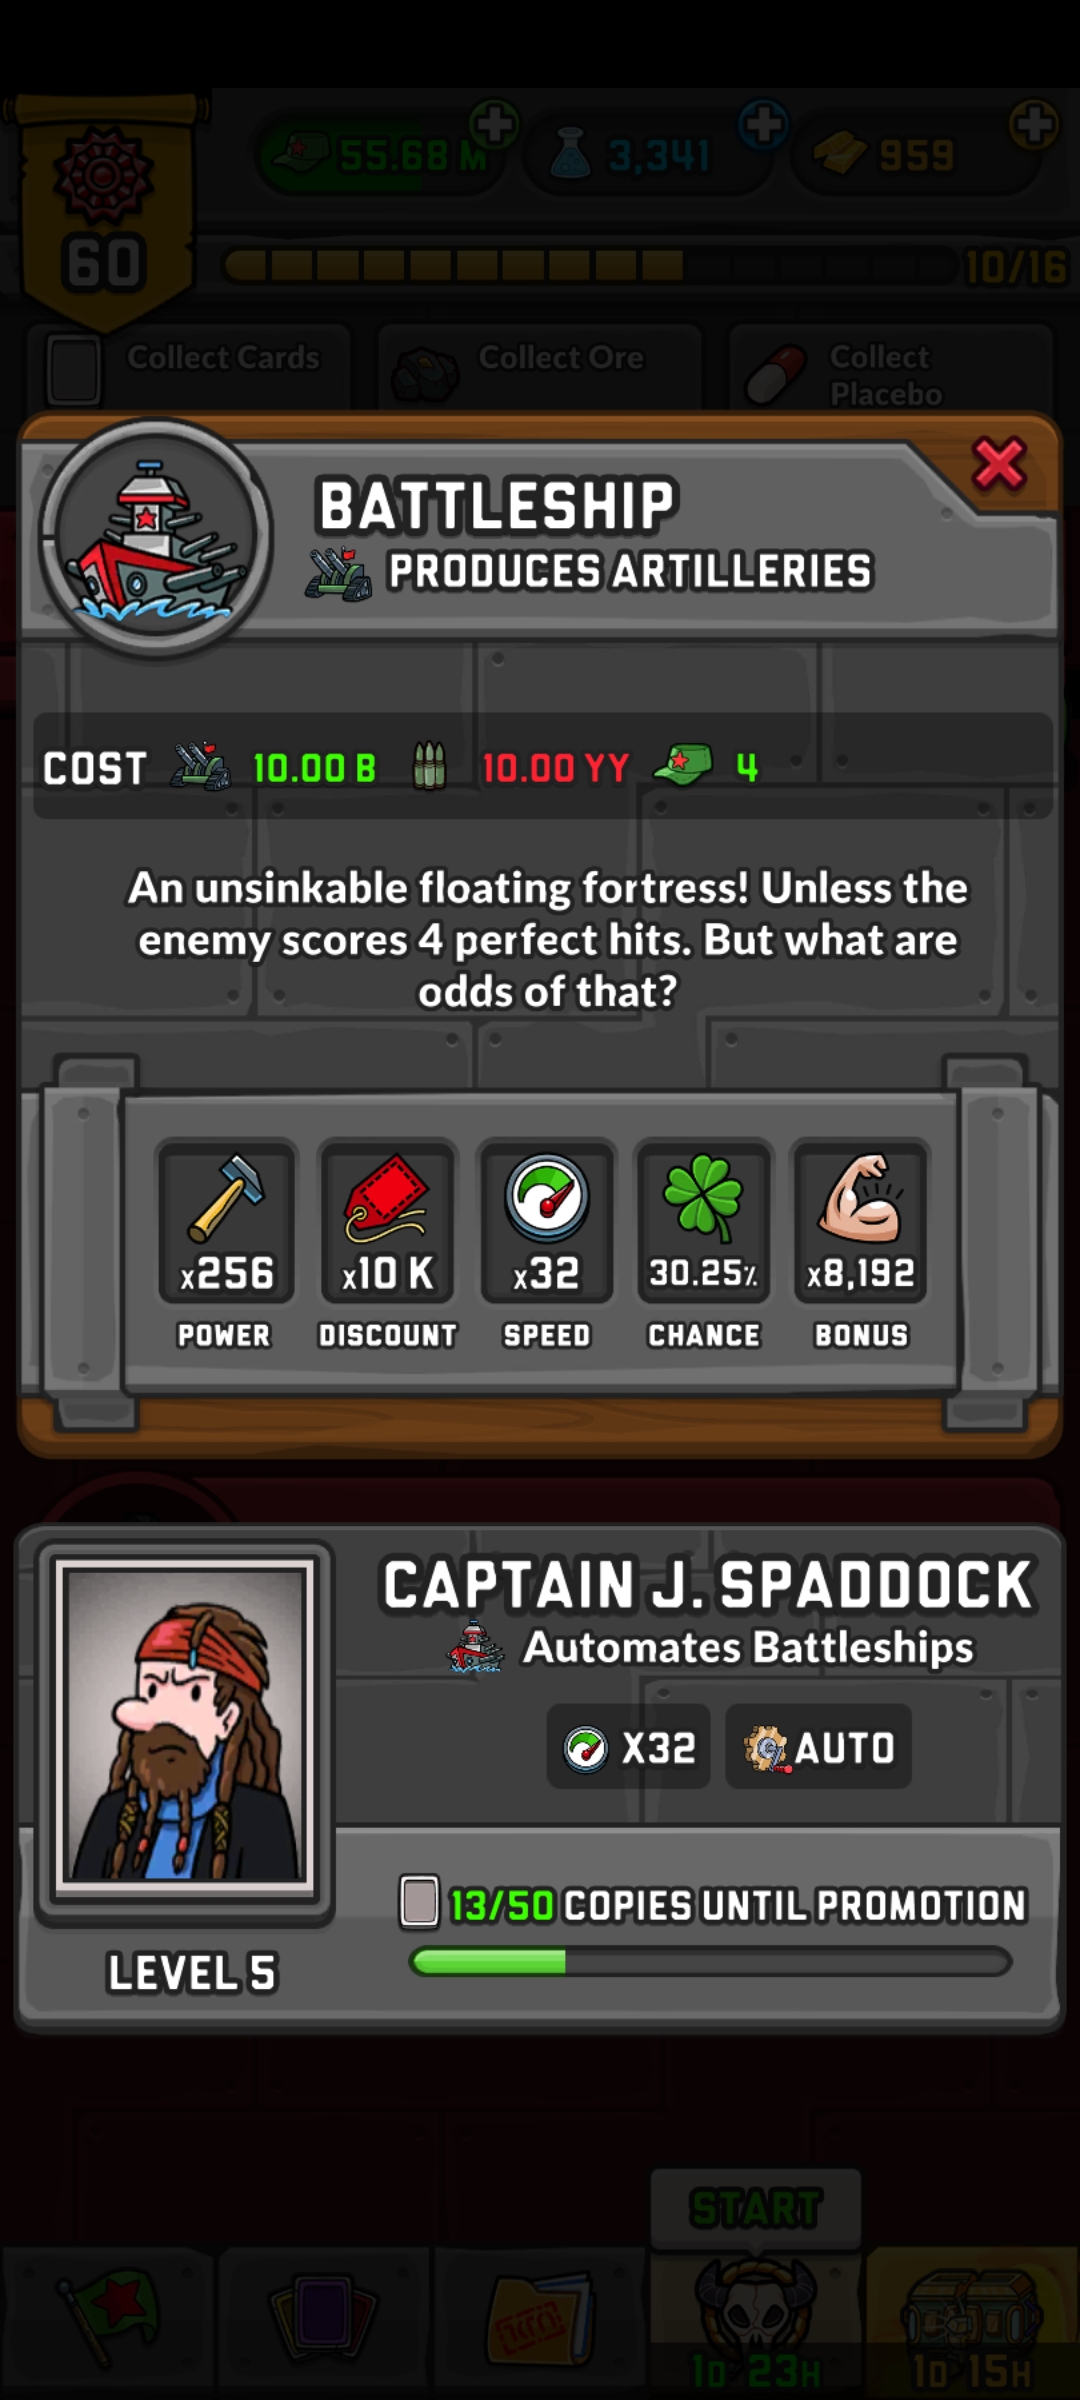 55.68 M
3,341
959
60
10/16
Collect Cards
Collect Ore
Collect
Placebo
BATTLESHIP
PRODUCES ARTILLERIES
COST 10.00 B 10.00 YY 4
An unsinkable floating fortress! Unless the
enemy scores 4 perfect hits. But what are
odds of that?
x256
x10 K
x32
30.25%
x8,192
POWER
DISCOUNT
SPEED
CHANCE
BONUS
CAPTAIN J. SPADDOCK
Automates Battleships
X32
AUTO
13/50 COPIES UNTIL PROMOTION
LEVEL 5
START
1D 23H
1D 15H